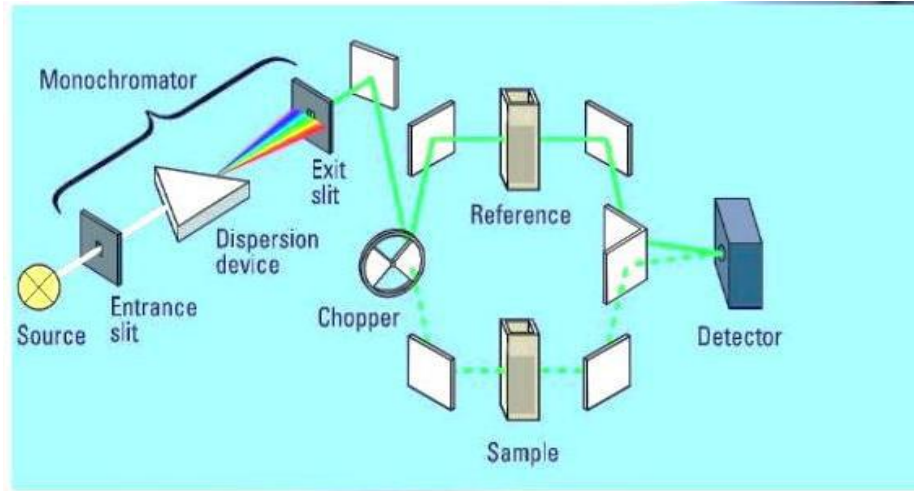 Monochromator
Exit
slit
Reference
Dispersion
device
Entrance
slit
Source
Chopper
Detector
Sample